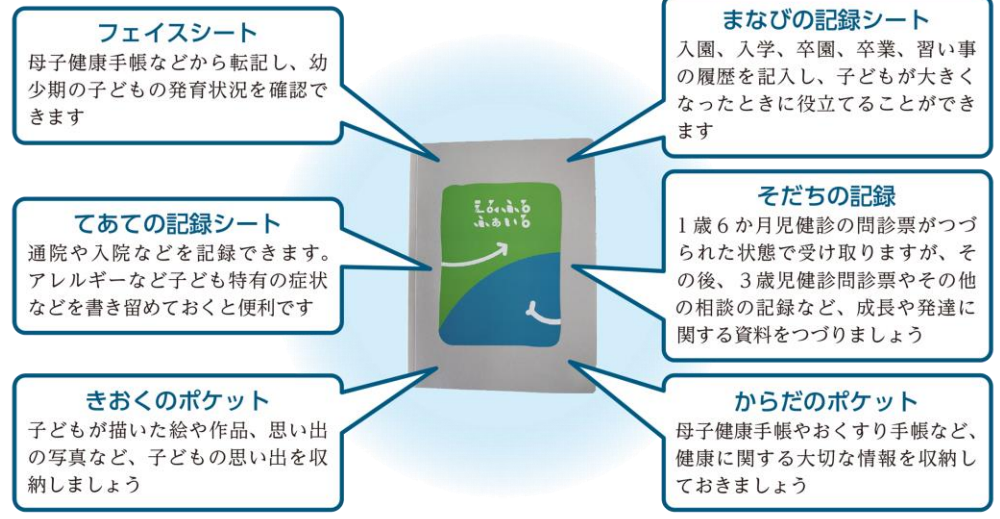 フェイスシート
母子健康手帳などから転記し、幼
少期の子どもの発育状況を確認で
きます
まなびの記録シート
入園、入学、卒園、卒業、習い事
の履歴を記入し、子どもが大きく
なったときに役立てることができ
ます
てあての記録シート
通院や入院などを記録できます。
アレルギーなど子ども特有の症状
などを書き留めておくと便利です
そだちの記録
1歳6か月児健診の問診票がつづ
られた状態で受け取りますが、そ
の後、3歳児健診問診票やその他
の相談の記録など、成長や発達に
関する資料をつづりましょう
きおくのポケット
子どもが描いた絵や作品、思い出
の写真など、子どもの思い出を収
納しましょう
からだのポケット
母子健康手帳やおくすり手帳など、
健康に関する大切な情報を収納し
ておきましょう